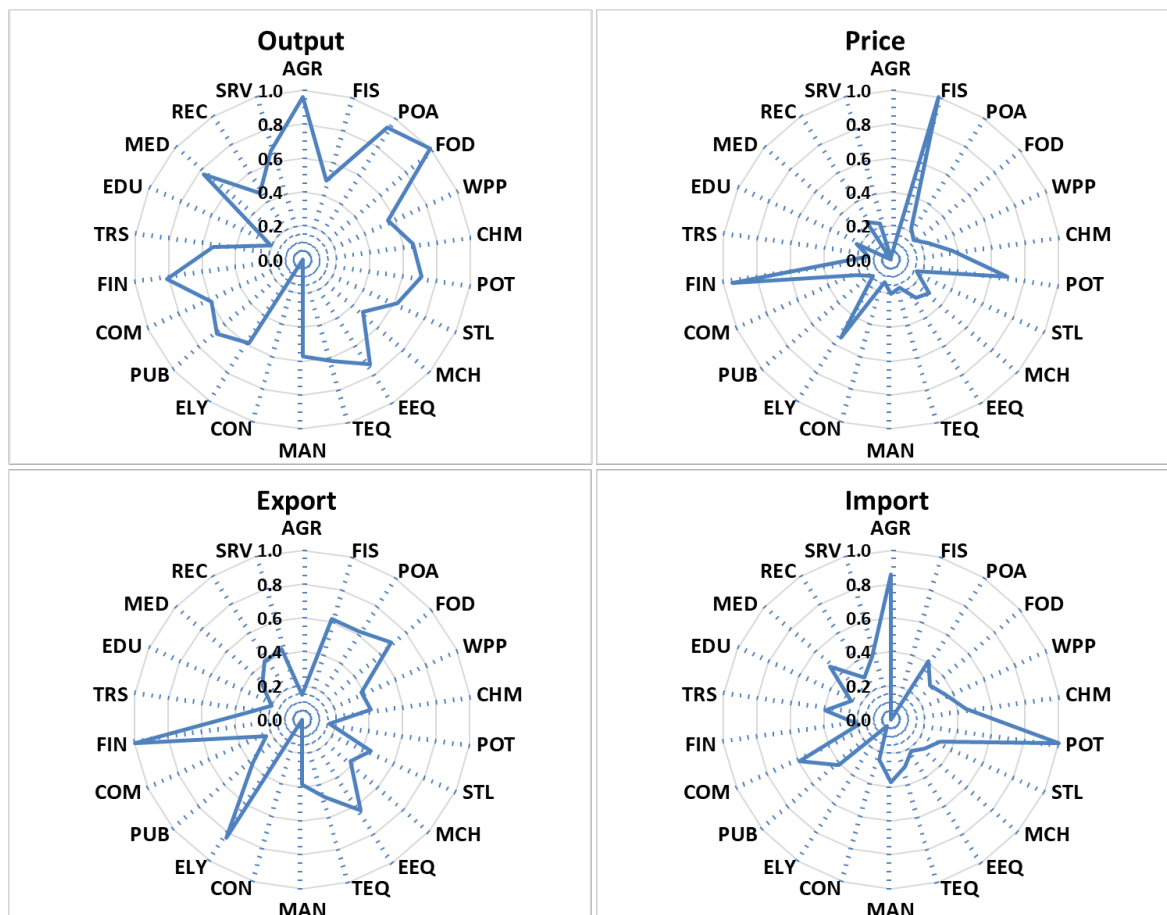 Output
AGR
FIS
POA
FOD
WPP
CHM
POT
STL
MCH
EEQ
TEQ
MAN
CON
ELY
PUB
COM
FIN
TRS
EDU
MED
REC
SRV
1.0
0.8
0.6
0.4
0.2
0.0
Price
AGR
FIS
POA
FOD
WPP
CHM
POT
STL
MCH
EEQ
TEQ
MAN
CON
ELY
PUB
COM
FIN
TRS
EDU
MED
REC
SRV
1.0
0.8
0.6
0.4
0.2
0.0
Export
AGR
FIS
POA
FOD
WPP
CHM
POT
STL
MCH
EEQ
TEQ
MAN
CON
ELY
PUB
COM
FIN
TRS
EDU
MED
REC
SRV
1.0
0.8
0.6
0.4
0.2
0.0
Import
AGR
FIS
POA
FOD
WPP
CHM
POT
STL
MCH
EEQ
TEQ
MAN
CON
ELY
PUB
COM
FIN
TRS
EDU
MED
REC
SRV
1.0
0.8
0.6
0.4
0.2
0.0